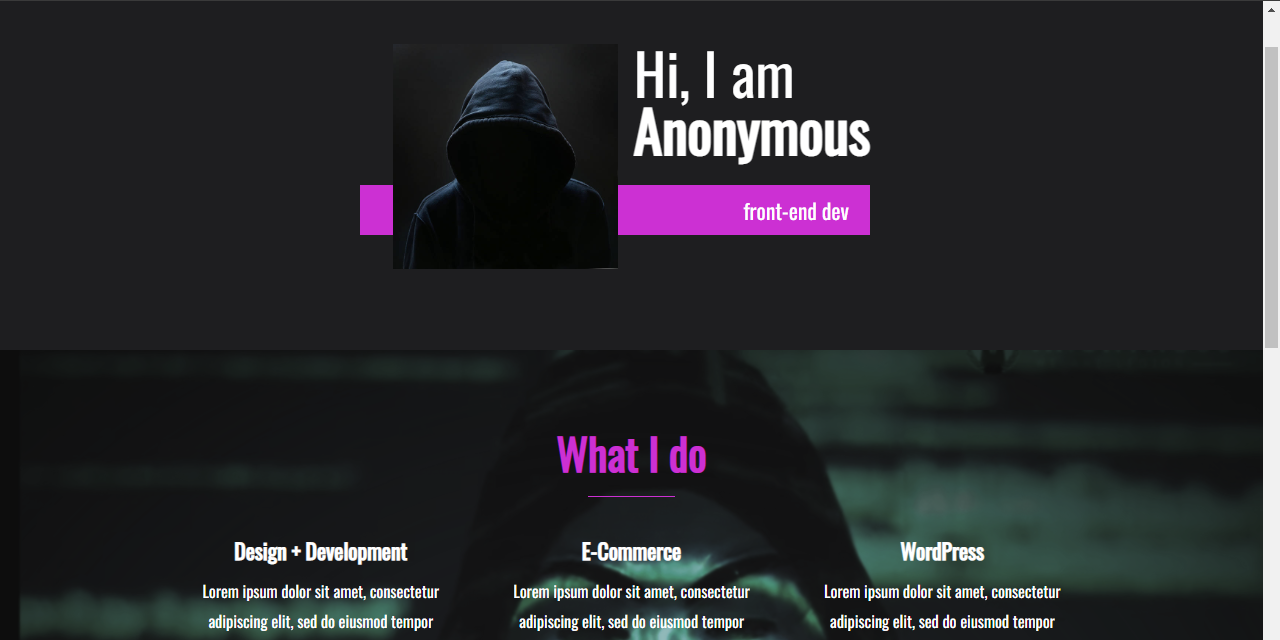 Hi, I am
Anonymous
front-end dev
What I do
Design + Development
Lorem ipsum dolor sit amet, consectetur
adipiscing elit, sed do eiusmod tempor
E-Commerce
Lorem ipsum dolor sit amet, consectetur
adipiscing elit, sed do eiusmod tempor
WordPress
Lorem ipsum dolor sit amet, consectetur
adipiscing elit, sed do eiusmod tempor